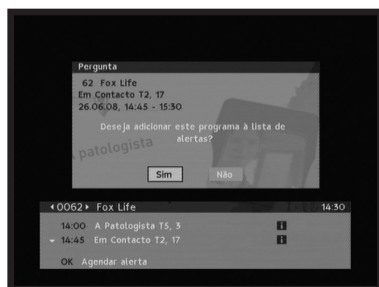 Pergunta
62 Fox Life
Em Contacto T2, 17
26.06.08, 14:45 - 15:30
Deseja adicionar este programa à lista de
alertas?
patologista
Sim Não
0062 Fox Life 14:30
14:00 A Patologista T5, 3
14:45 Em Contacto T2, 17
OK Agendar alerta